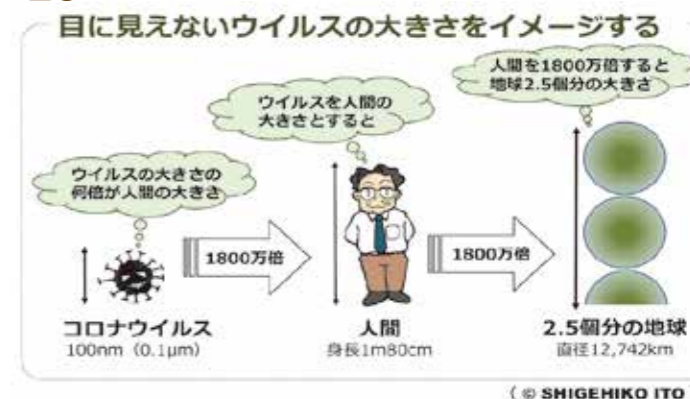 目に見えないウイルスの大きさをイメージする
人間を1800万倍すると
地球2.5個分の大きさ
ウイルスを人間の
大きさとすると
ウイルスの大きさの
何倍が人間の大きさ
1800万倍
1800万倍
コロナウイルス
100nm（0.1μm）
人間
身長1m80cm
2.5個分の地球
直径12,742km
（© SHIGEHIKO ITO